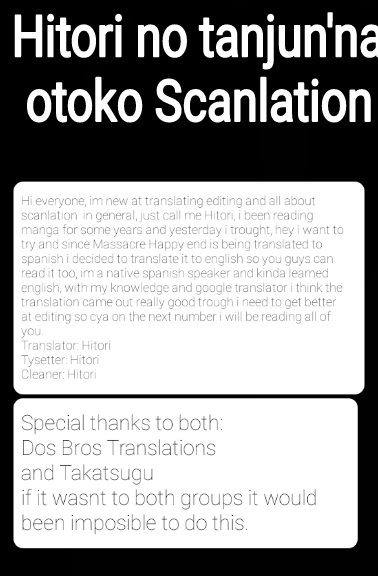 Hitori no tanjun'na
otoko Scanlation
Hi everyone, im new at translating editing and all about
scanlation in general, just call me Hitori, i been reading
manga for some years and yesterday i trought, hey i want to
try and since Massacre Happy end is being translated to
spanish i decided to translate it to english so you guys can
read it too, im a native spanish speaker and kinda learned
english, with my knowledge and google translator i think the
translation came out really good trough i need to get better
at editing so cya on the next number i will be reading all of
you.
Translator: Hitori
Tysetter: Hitori
Cleaner: Hitori
Special thanks to both:
Dos Bros Translations
and Takatsugu
if it wasnt to both groups it would
been imposible to do this.